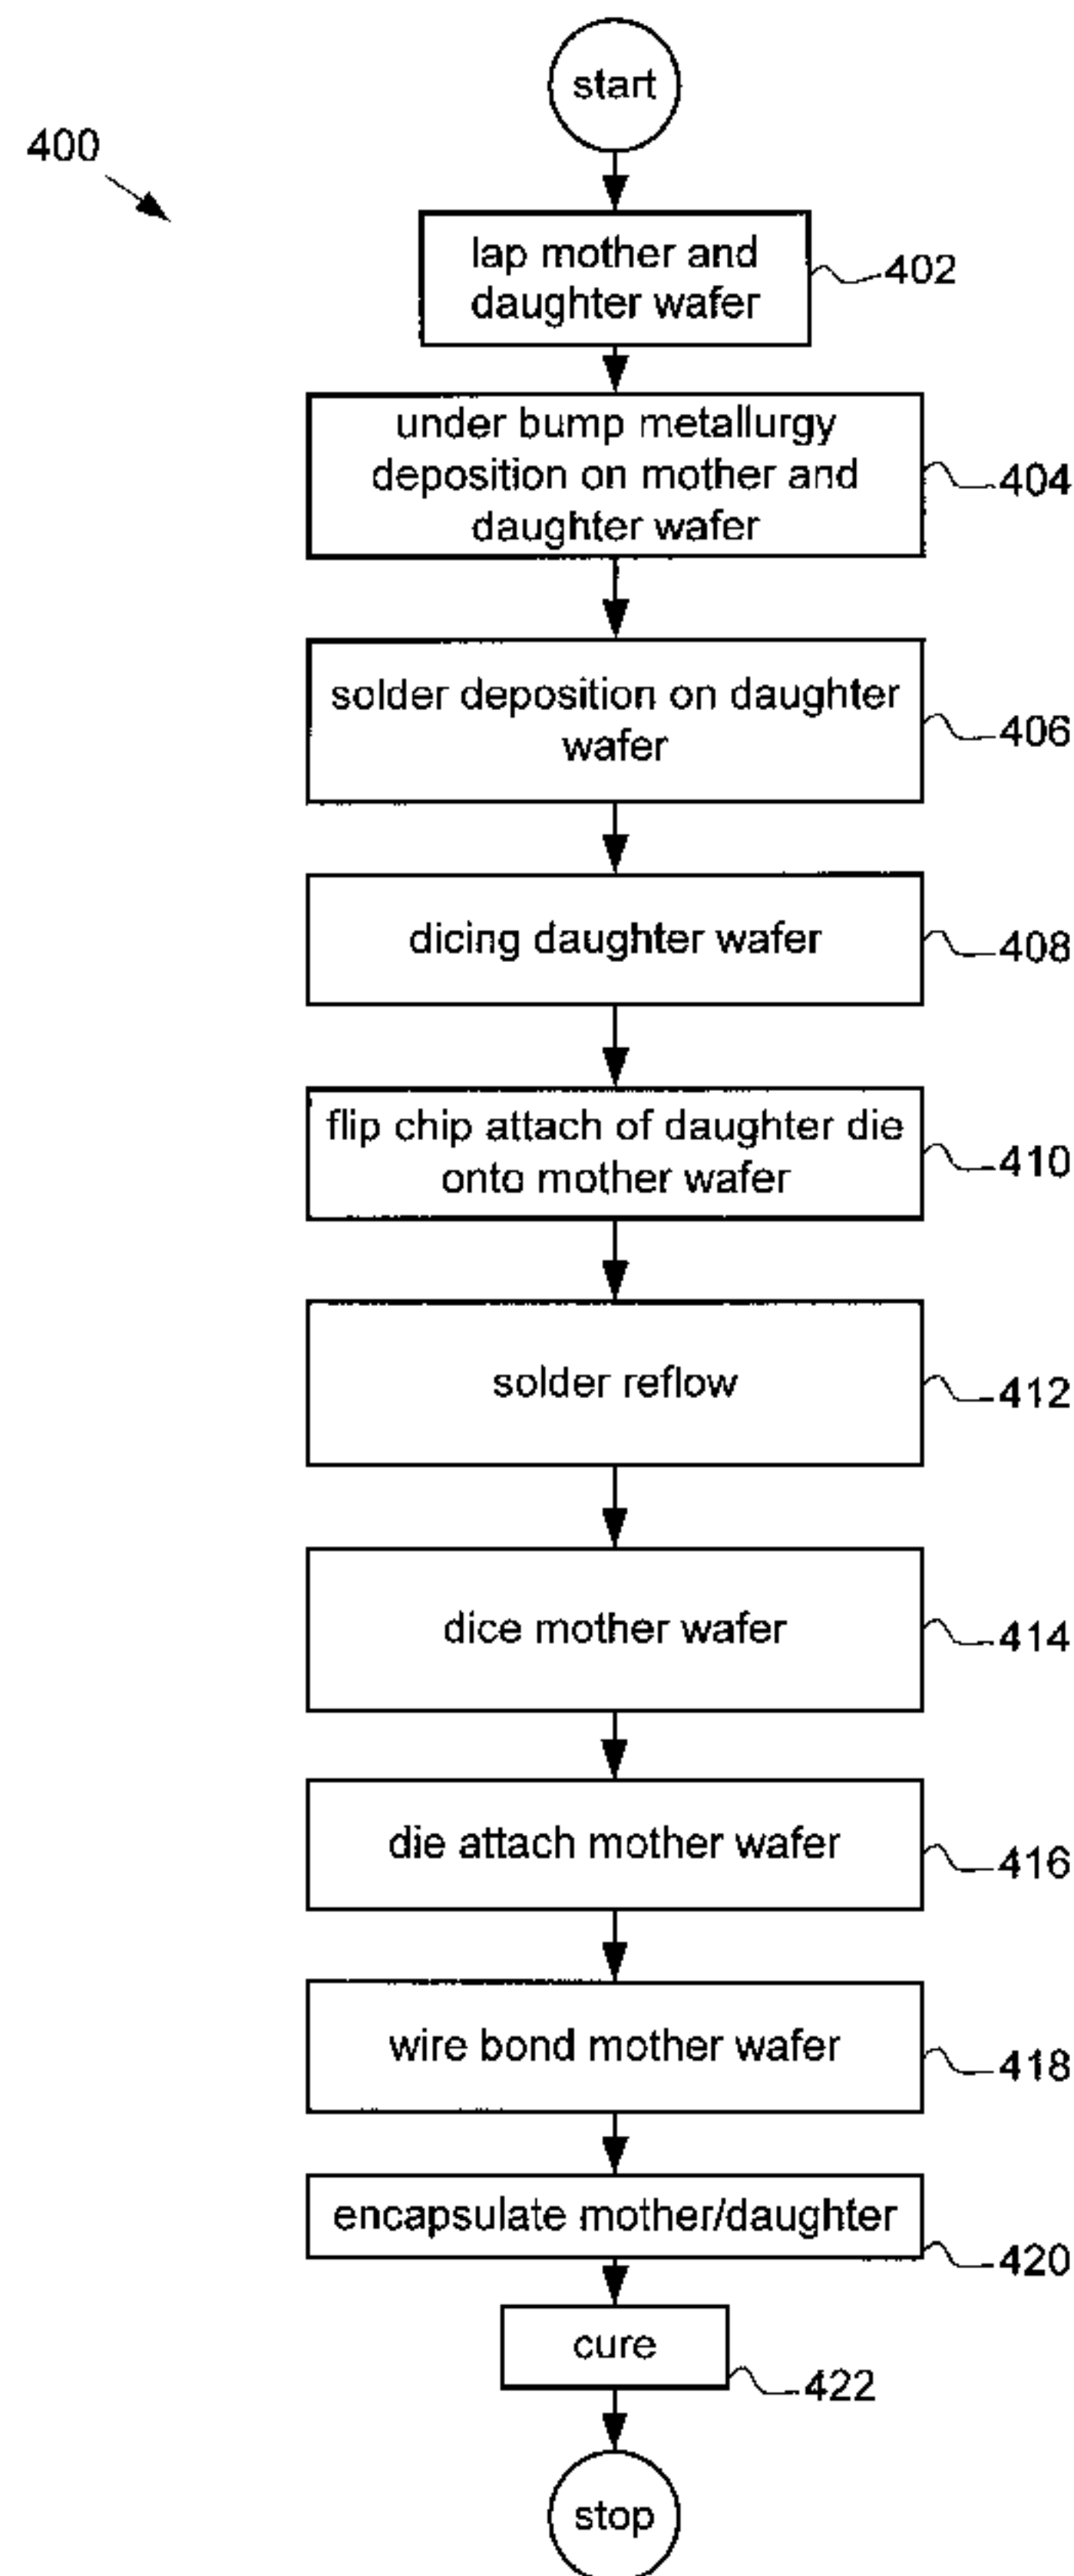 start
400
lap mother and
daughter wafer
402
under bump metallurgy
deposition on mother and
daughter wafer
404
solder deposition on daughter
wafer
406
dicing daughter wafer
408
flip chip attach of daughter die
onto mother wafer
410
solder reflow
412
dice mother wafer
414
die attach mother wafer
416
wire bond mother wafer
418
encapsulate mother/daughter
420
cure
422
stop